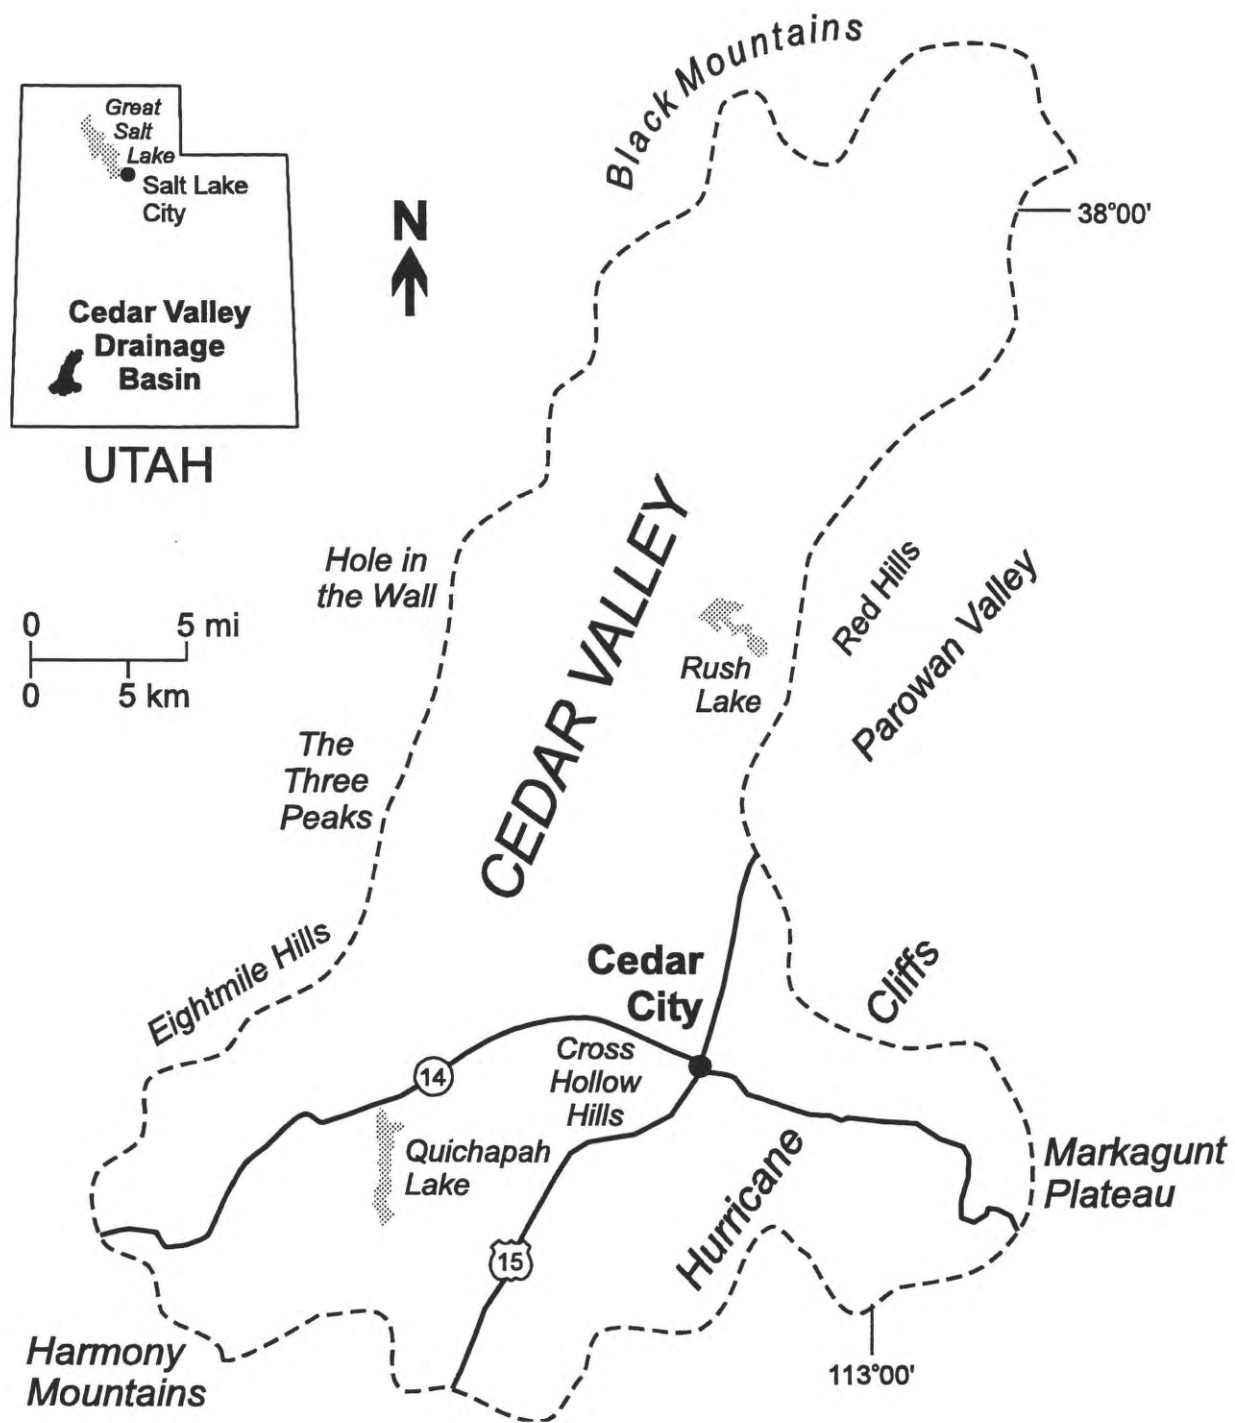 Black Mountains
Great
Salt
Lake
Salt Lake
City
N
38°00'
Cedar Valley
Drainage
Basin
UTAH
Hole in
the Wall
CEDAR VALLEY
Red Hills
Parowan Valley
0 5 mi
0 5 km
Rush
Lake
The
Three
Peaks
Eightmile Hills
Cedar
City
Cliffs
14
Cross
Hollow
Hills
Quichapah
Lake
Hurricane
Markagunt
Plateau
15
Harmony
Mountains
113°00'